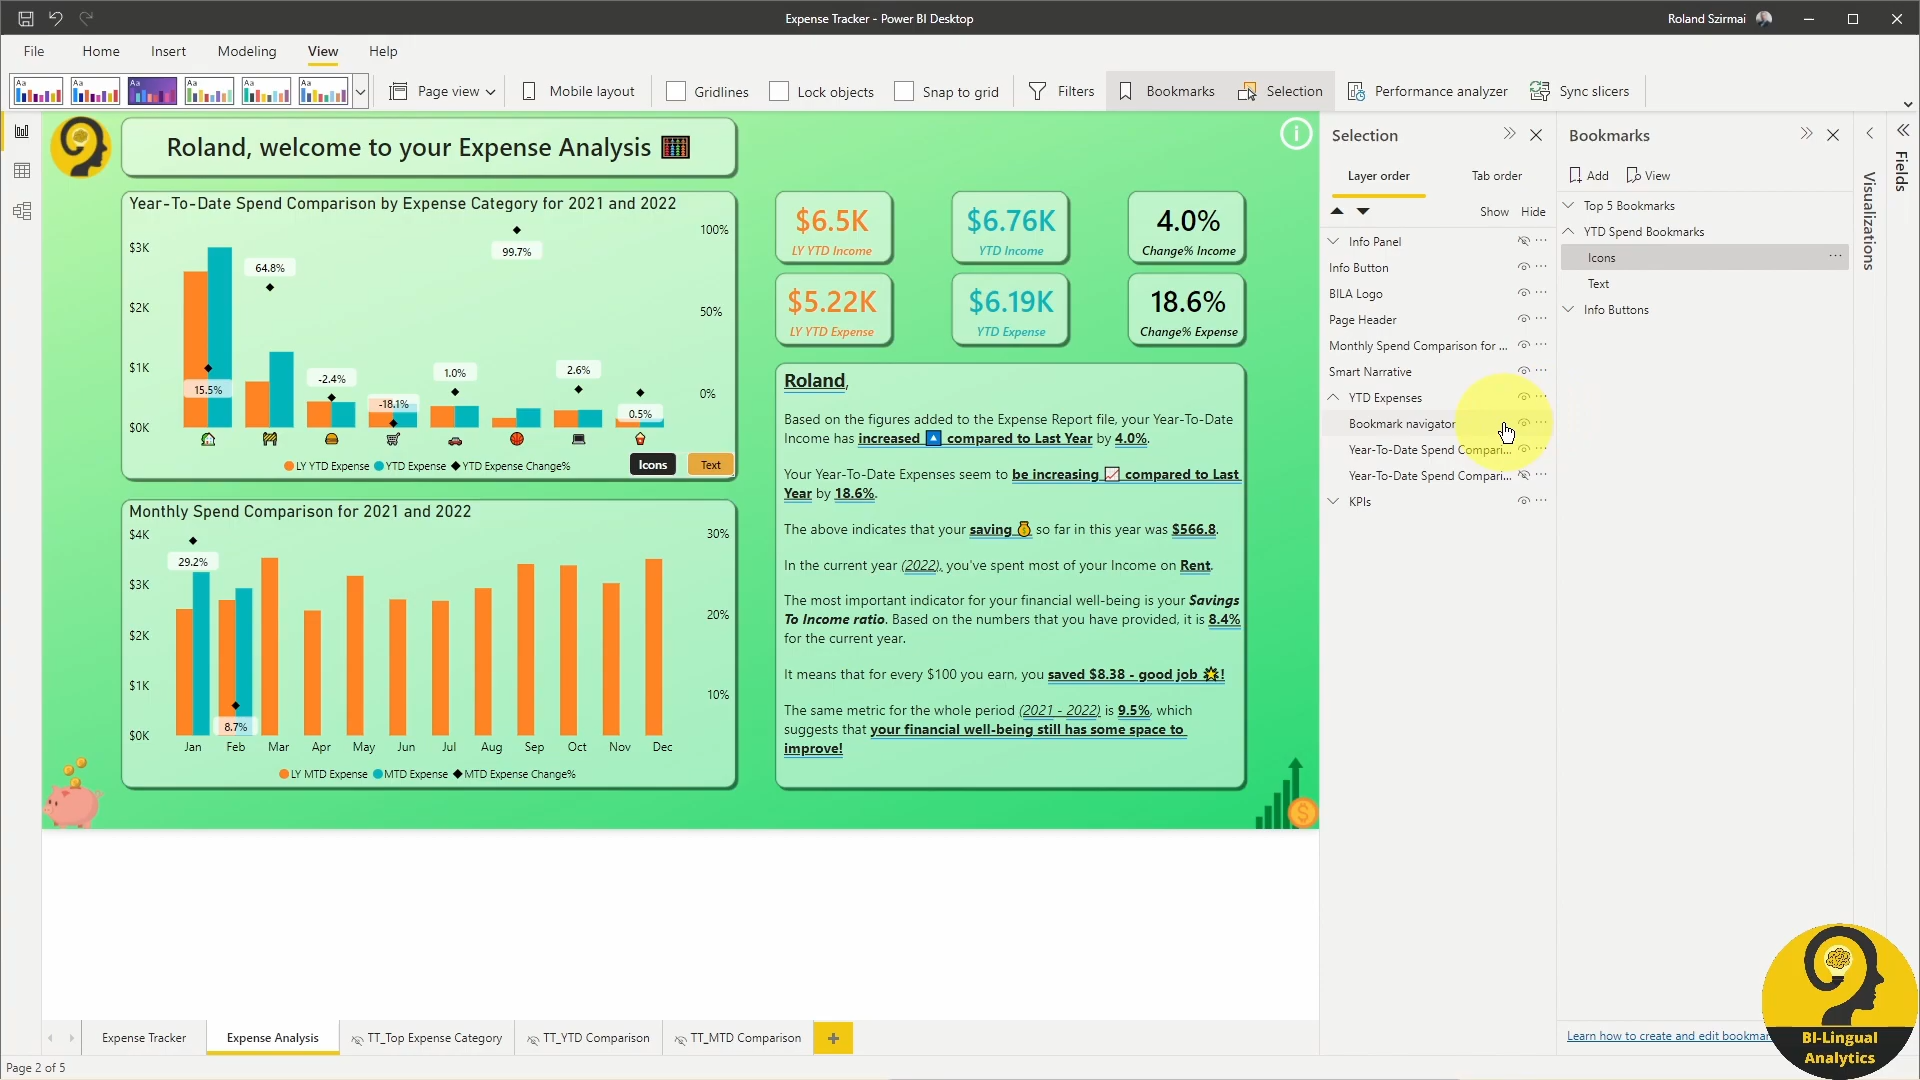 Expense Tracker - Power BI Desktop
Roland Szirmai
File
Home
Insert
Modeling
View
Help
Aa
Aa
Aa
Aa
Aa
Aa
Page view
Mobile layout
Gridlines
Lock objects
Snap to grid
Filters
Bookmarks
Selection
Performance analyzer
Sync slicers
Roland, welcome to your Expense Analysis
i
Year-To-Date Spend Comparison by Expense Category for 2021 and 2022
$3K
$2K
$1K
$0K
100%
50%
0%
15.5%
64.8%
-2.4%
-18.1%
1.0%
99.7%
2.6%
0.5%
LY YTD Expense
YTD Expense
YTD Expense Change%
Icons
Text
Monthly Spend Comparison for 2021 and 2022
$4K
$3K
$2K
$1K
$0K
30%
20%
10%
29.2%
8.7%
Jan
Feb
Mar
Apr
May
Jun
Jul
Aug
Sep
Oct
Nov
Dec
LY MTD Expense
MTD Expense
MTD Expense Change%
$6.5K
LY YTD Income
$6.76K
YTD Income
4.0%
Change% Income
$5.22K
LY YTD Expense
$6.19K
YTD Expense
18.6%
Change% Expense
Roland,
Based on the figures added to the Expense Report file, your Year-To-Date
Income has increased compared to Last Year by 4.0%.
Your Year-To-Date Expenses seem to be increasing compared to Last
Year by 18.6%.
The above indicates that your saving so far in this year was $566.8.
In the current year (2022), you've spent most of your Income on Rent.
The most important indicator for your financial well-being is your Savings
To Income ratio. Based on the numbers that you have provided, it is 8.4%
for the current year.
It means that for every $100 you earn, you saved $8.38 - good job !
The same metric for the whole period (2021 - 2022) is 9.5%, which
suggests that your financial well-being still has some space to
improve!
Selection
Layer order
Tab order
Show
Hide
Info Panel
Info Button
BILA Logo
Page Header
Monthly Spend Comparison for ...
Smart Narrative
YTD Expenses
Bookmark navigator
Year-To-Date Spend Compari...
Year-To-Date Spend Compari...
KPIs
Bookmarks
Add
View
Top 5 Bookmarks
YTD Spend Bookmarks
Icons
Text
Info Buttons
Learn how to create and edit bookmar
Visualizations
Fields
Expense Tracker
Expense Analysis
TT_Top Expense Category
TT_YTD Comparison
TT_MTD Comparison
Page 2 of 5
BI-Lingual
Analytics